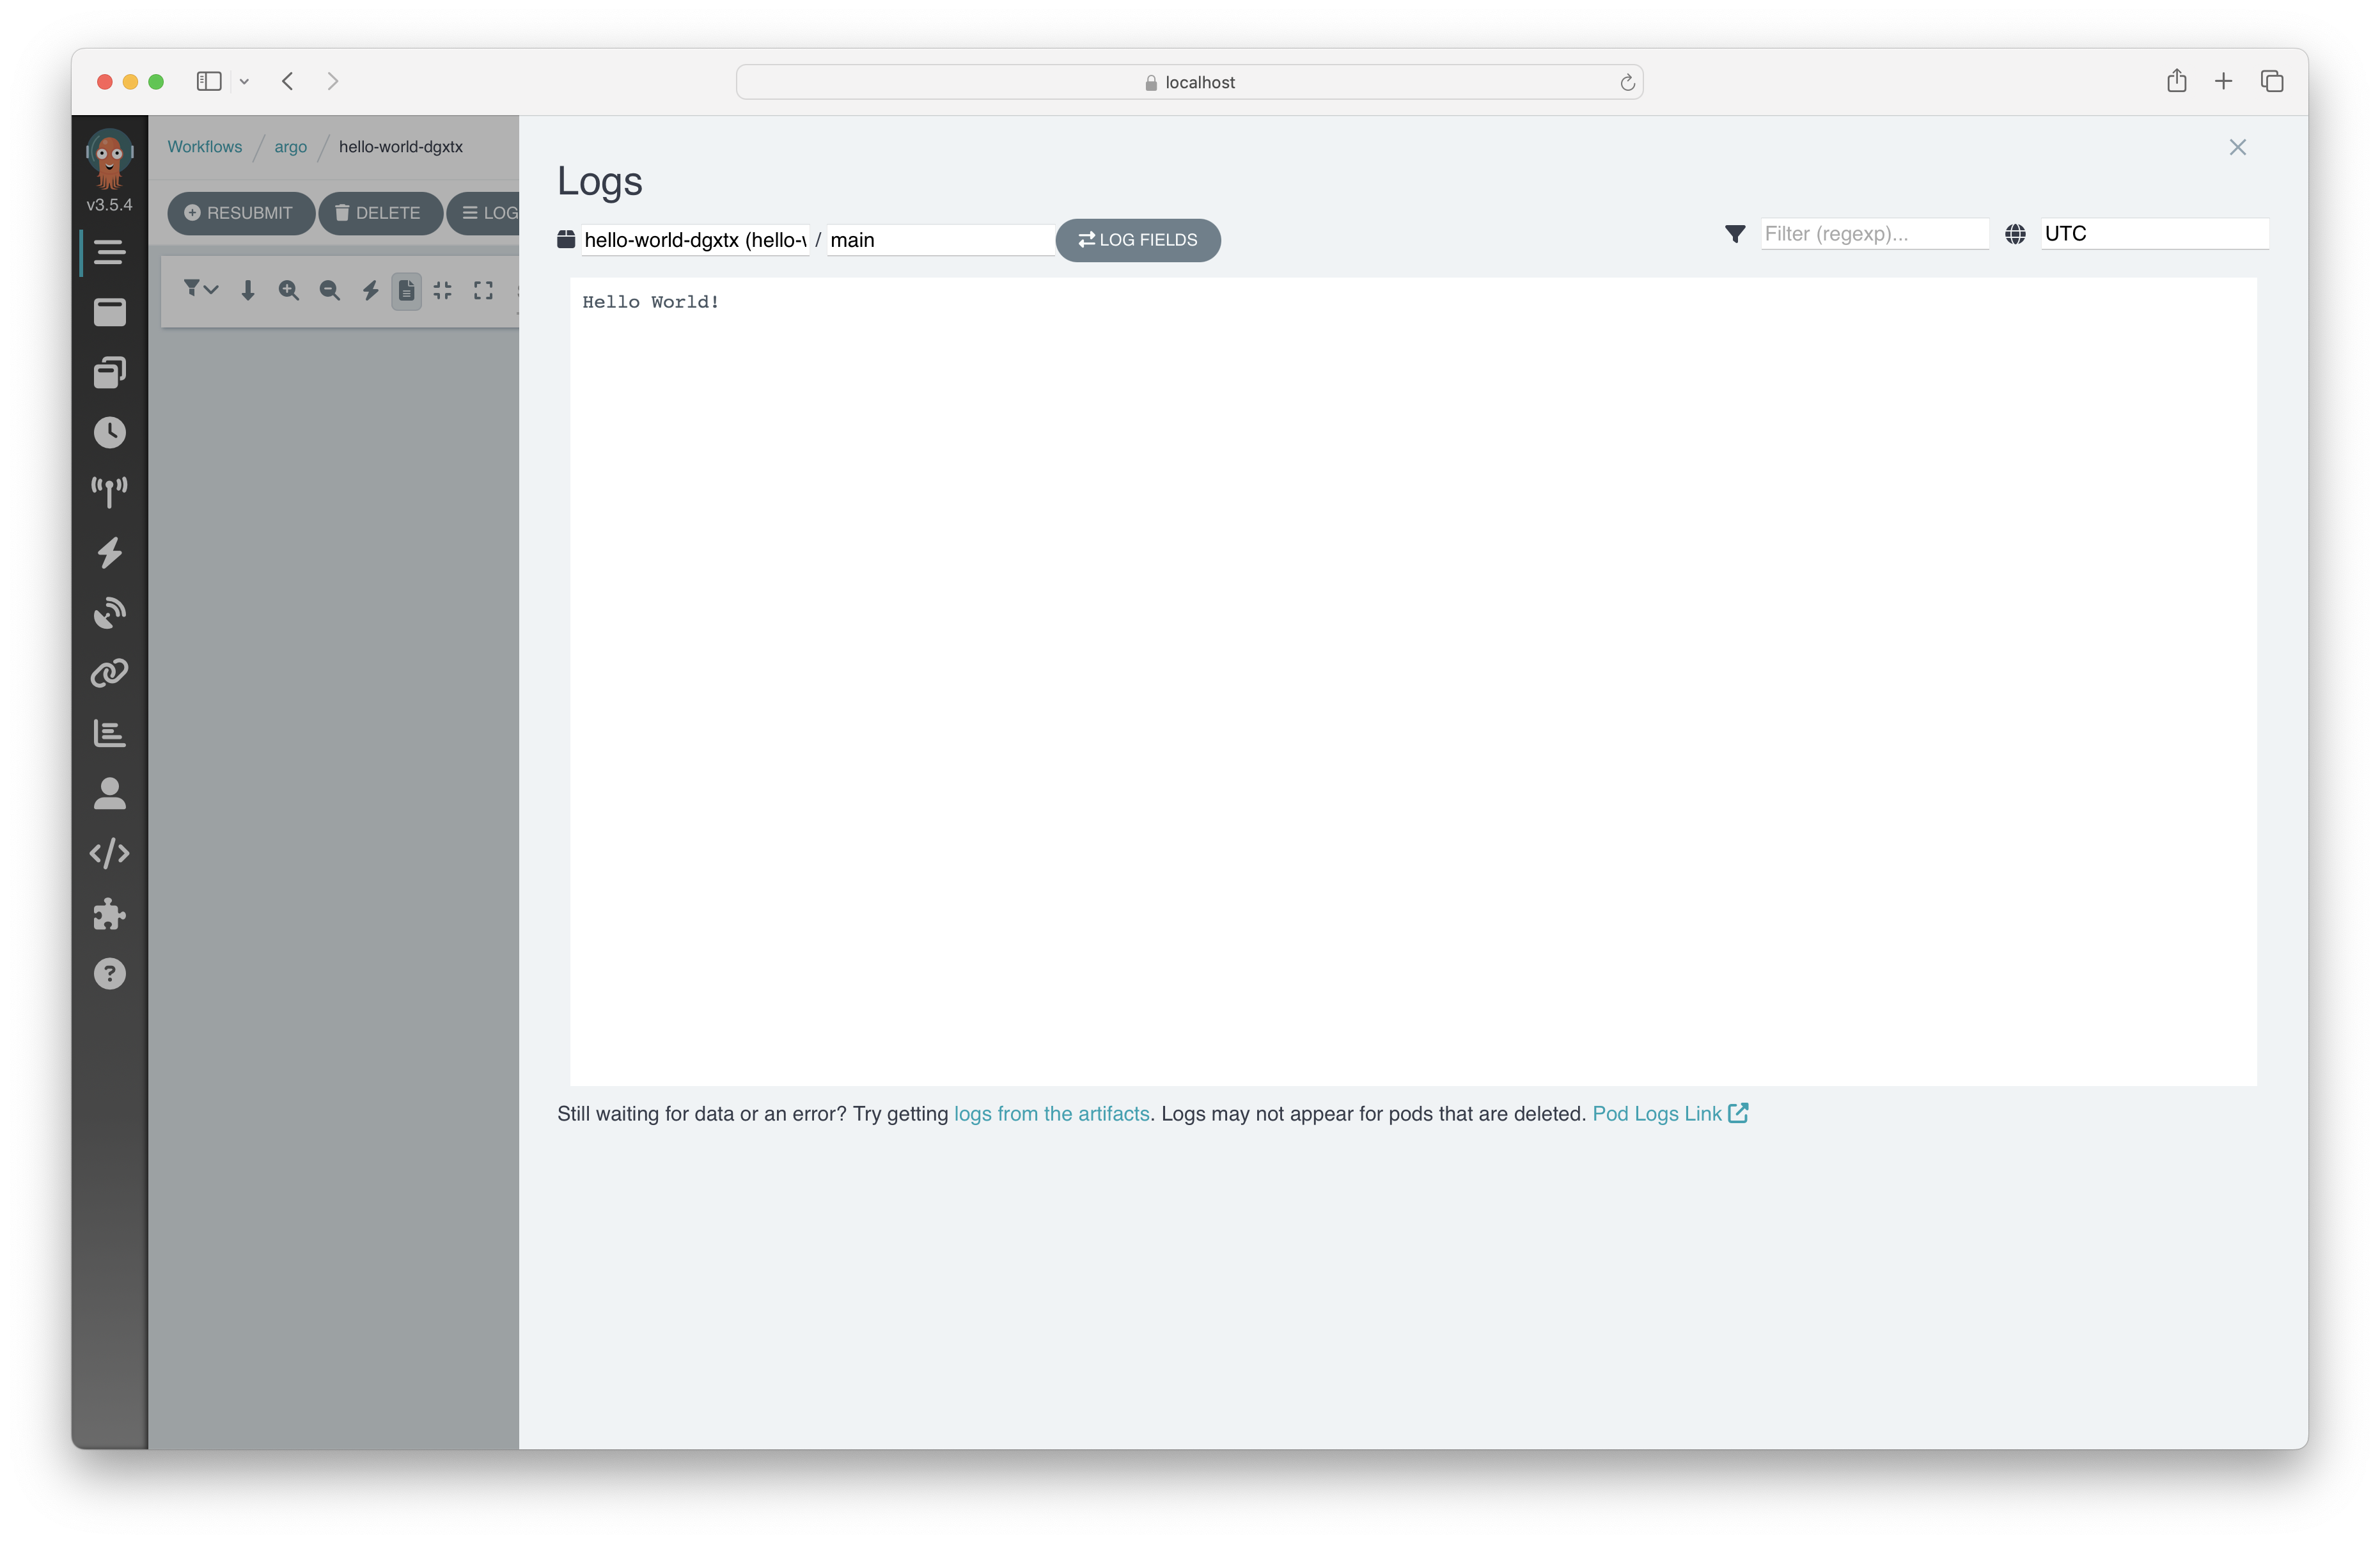 localhost
v3.5.4
Workflows / argo / hello-world-dgxtx
RESUBMIT DELETE LOG
Logs
hello-world-dgxtx (hello-w / main LOG FIELDS Filter (regexp)... UTC
Hello World!
Still waiting for data or an error? Try getting logs from the artifacts. Logs may not appear for pods that are deleted. Pod Logs Link